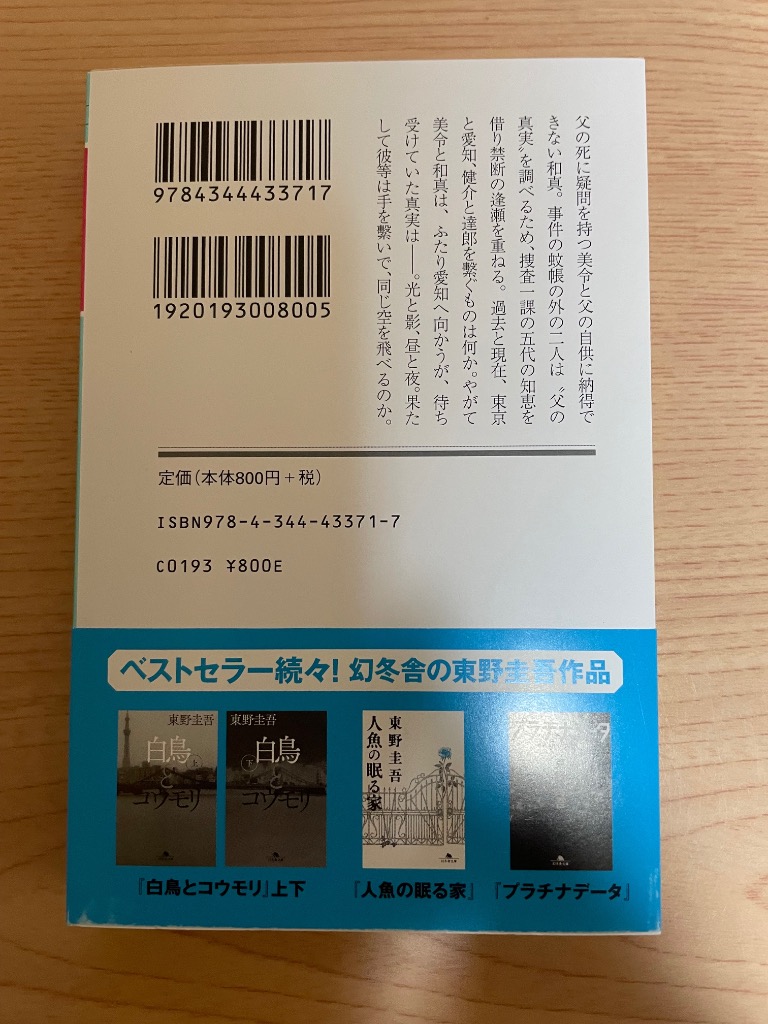 父の死に疑問を持つ美令と父の自供に納得で
きない和真。事件の蚊帳の外の二人は〝父の
真実〟を調べるため、捜査一課の五代の知恵を
借り禁断の逢瀬を重ねる。過去と現在、東京
と愛知、健介と達郎を繫ぐものは何か。やがて
美令と和真は、ふたり愛知へ向かうが、待ち
受けていた真実は――。光と影、昼と夜。果た
して彼等は手を繫いで、同じ空を飛べるのか。
9784344433717
1920193008005
定価(本体800円+税)
ISBN978-4-344-43371-7
C0193 ¥800E
ベストセラー続々! 幻冬舎の東野圭吾作品
東野圭吾
白鳥とコウモリ 上
東野圭吾
白鳥とコウモリ 下
東野圭吾
人魚の眠る家
プラチナデータ
『白鳥とコウモリ』上下
『人魚の眠る家』
『プラチナデータ』